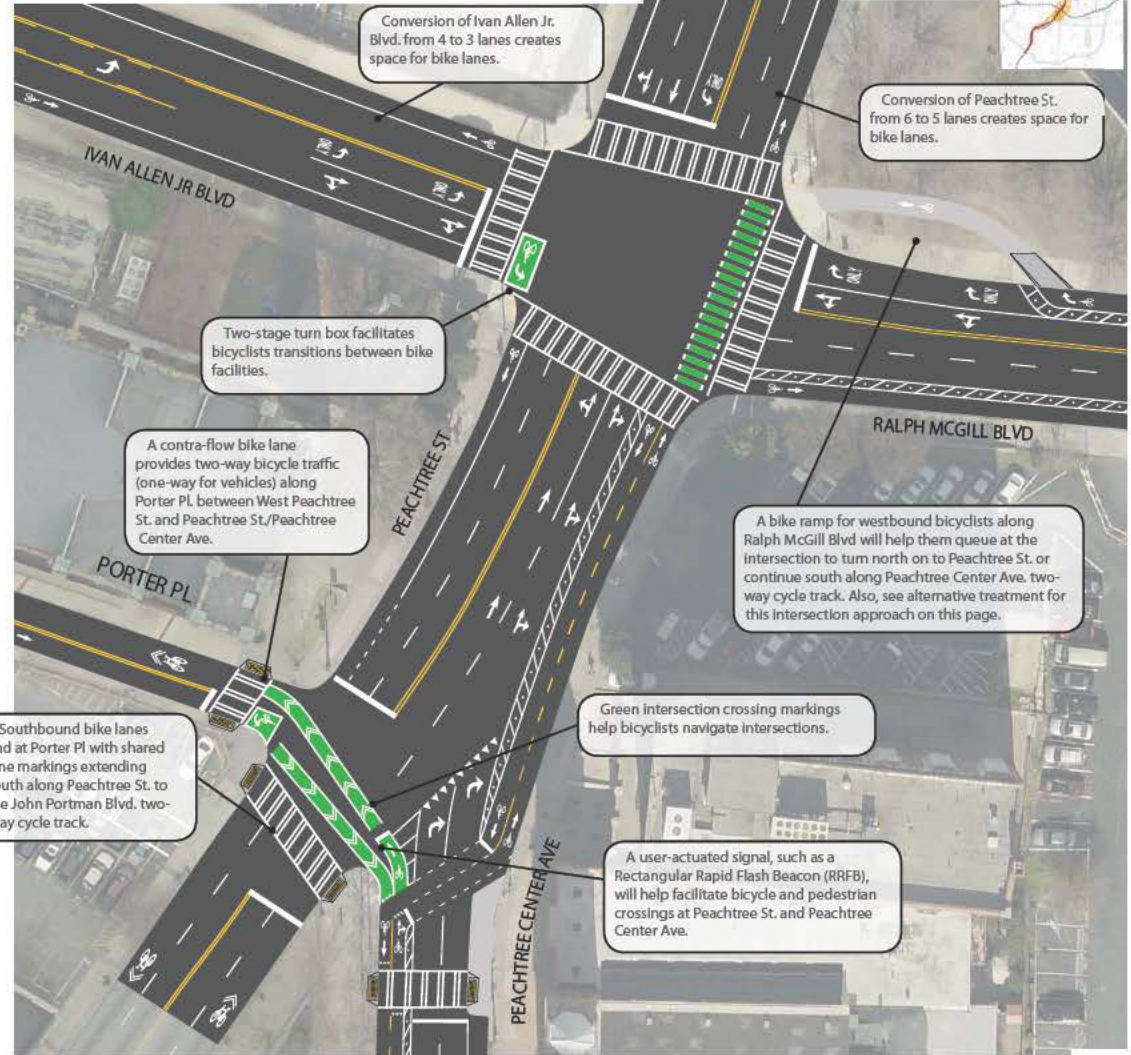 Conversion of Ivan Allen Jr.
Blvd. from 4 to 3 lanes creates
space for bike lanes.
ONLY
Conversion of Peachtree St.
from 6 to 5 lanes creates space for
bike lanes.
IVAN ALLEN JR BLVD
ONLY
ONLY
ONLY
ONLY
Two-stage turn box facilitates
bicyclists transitions between bike
facilities.
RALPH MCGILL BLVD
A contra-flow bike lane
provides two-way bicycle traffic
(one-way for vehicles) along
Porter Pl. between West Peachtree
St. and Peachtree St./Peachtree
Center Ave.
PEACHTREE ST
A bike ramp for westbound bicyclists along
Ralph McGill Blvd will help them queue at the
intersection to turn north on to Peachtree St. or
continue south along Peachtree Center Ave. two-
way cycle track. Also, see alternative treatment for
this intersection approach on this page.
PORTER PL
Southbound bike lanes
nd at Porter Pl with shared
ne markings extending
outh along Peachtree St. to
e John Portman Blvd. two-
ay cycle track.
Green intersection crossing markings
help bicyclists navigate intersections.
A user-actuated signal, such as a
Rectangular Rapid Flash Beacon (RRFB),
will help facilitate bicycle and pedestrian
crossings at Peachtree St. and Peachtree
Center Ave.
PEACHTREE CENTER AVE